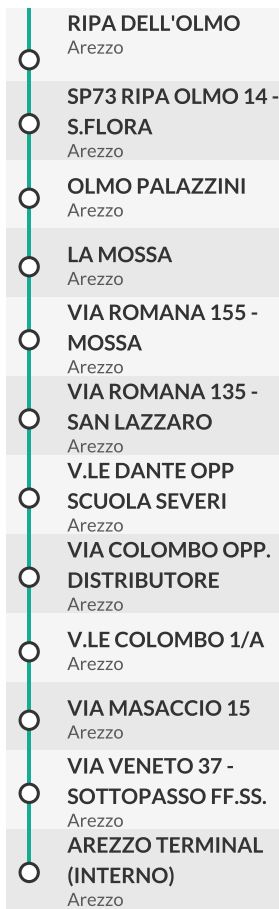 RIPA DELL'OLMO
Arezzo
SP73 RIPA OLMO 14 -
S.FLORA
Arezzo
OLMO PALAZZINI
Arezzo
LA MOSSA
Arezzo
VIA ROMANA 155 -
MOSSA
Arezzo
VIA ROMANA 135 -
SAN LAZZARO
Arezzo
V.LE DANTE OPP
SCUOLA SEVERI
Arezzo
VIA COLOMBO OPP.
DISTRIBUTORE
Arezzo
V.LE COLOMBO 1/A
Arezzo
VIA MASACCIO 15
Arezzo
VIA VENETO 37 -
SOTTOPASSO FF.SS.
Arezzo
AREZZO TERMINAL
(INTERNO)
Arezzo